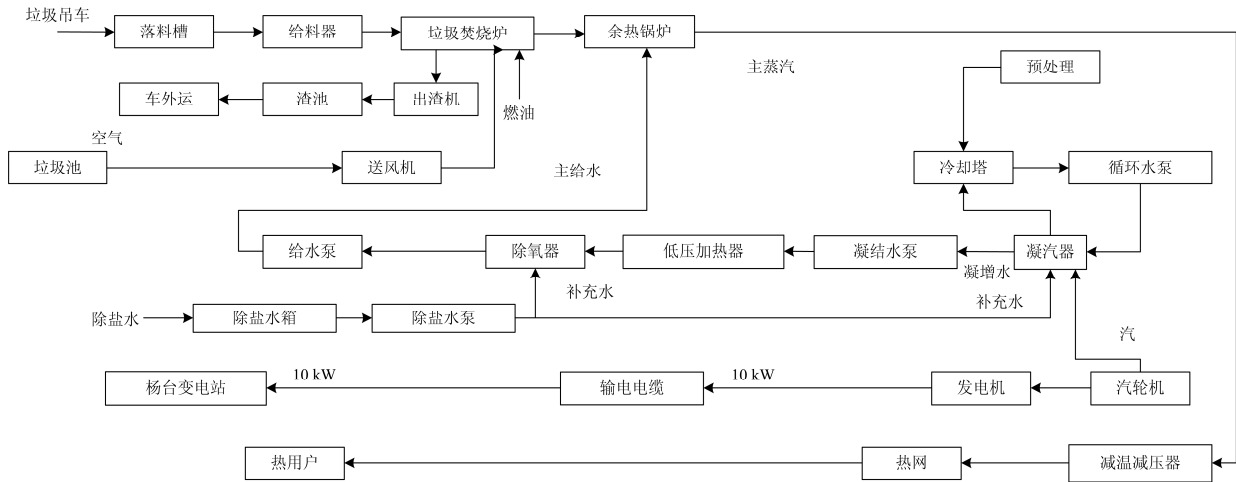 垃圾吊车
落料槽
给料器
垃圾焚烧炉
余热锅炉
主蒸汽
预处理
车外运
渣池
出渣机
燃油
空气
垃圾池
送风机
主给水
冷却塔
循环水泵
给水泵
除氧器
低压加热器
凝结水泵
凝汽器
凝增水
补充水
补充水
除盐水
除盐水箱
除盐水泵
汽
杨台变电站
10 kW
输电电缆
10 kW
发电机
汽轮机
热用户
热网
减温减压器